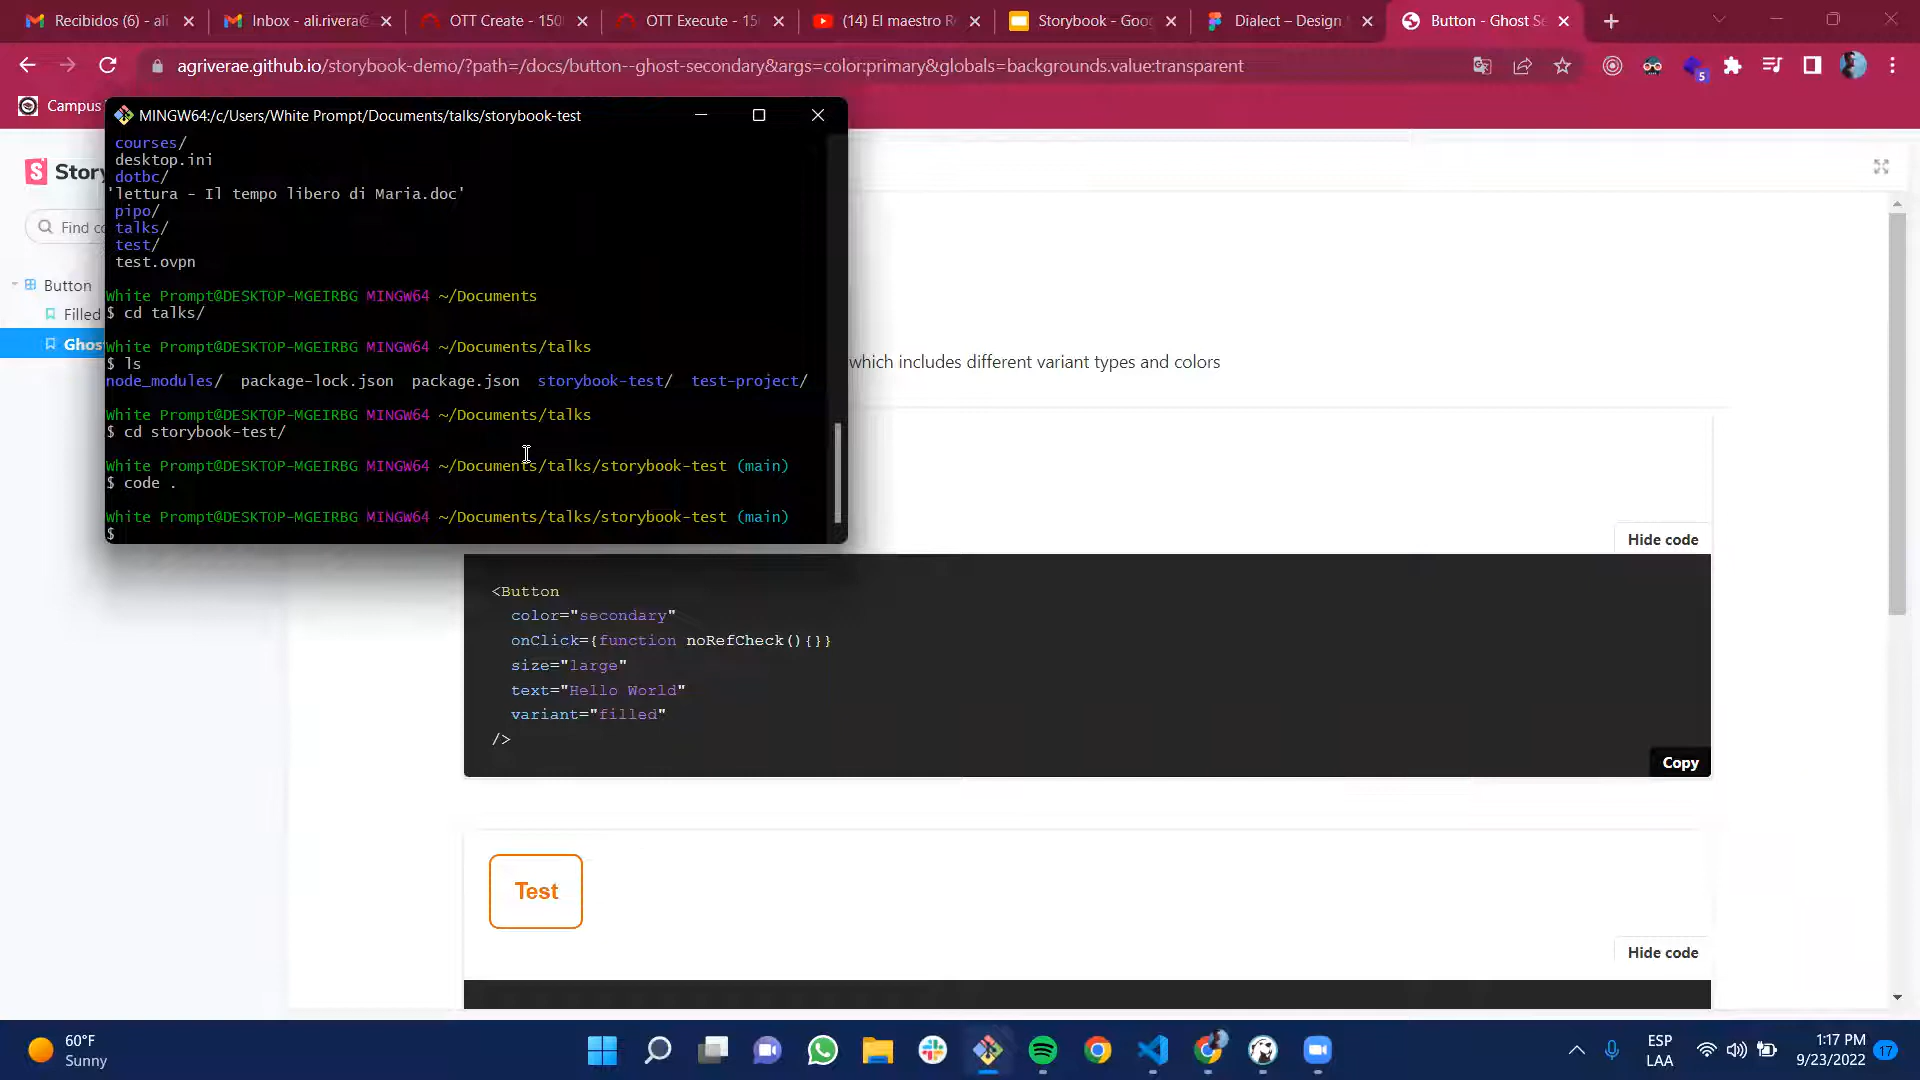 Recibidos (6) - ali
Inbox - ali.rivera@
OTT Create - 150
OTT Execute - 15
(14) El maestro R
Storybook - Goo
Dialect – Design
Button - Ghost Se
agriverae.github.io/storybook-demo/?path=/docs/button--ghost-secondary&args=color:primary&globals=backgrounds.value:transparent
5
Campus
MINGW64:/c/Users/White Prompt/Documents/talks/storybook-test
courses/
desktop.ini
dotbc/
'lettura - Il tempo libero di Maria.doc'
pipo/
talks/
test/
test.ovpn
White Prompt@DESKTOP-MGEIRBG MINGW64 ~/Documents
$ cd talks/
White Prompt@DESKTOP-MGEIRBG MINGW64 ~/Documents/talks
$ ls
node_modules/ package-lock.json package.json storybook-test/ test-project/
White Prompt@DESKTOP-MGEIRBG MINGW64 ~/Documents/talks
$ cd storybook-test/
White Prompt@DESKTOP-MGEIRBG MINGW64 ~/Documents/talks/storybook-test (main)
$ code .
White Prompt@DESKTOP-MGEIRBG MINGW64 ~/Documents/talks/storybook-test (main)
$
S Story
Find co
Button
Filled
Ghos
which includes different variant types and colors
Hide code
<Button
color="secondary"
onClick={function noRefCheck(){}}
size="large"
text="Hello World"
variant="filled"
/>
Copy
Test
Hide code
60°F
Sunny
ESP
LAA
1:17 PM
9/23/2022
17